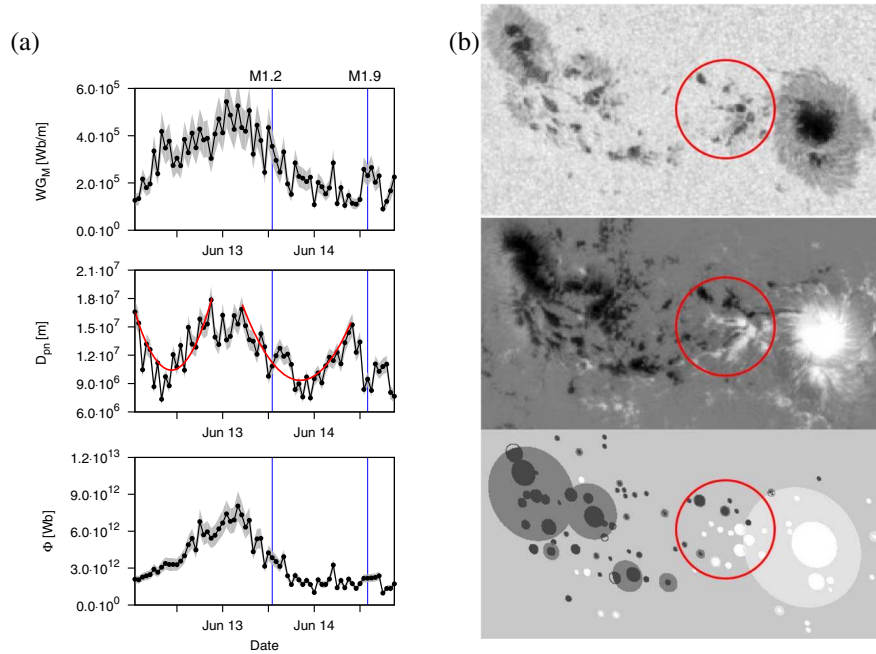 (a)
(b)
M1.2 M1.9
WG_M [Wb/m]
6.0·10^5
4.0·10^5
2.0·10^5
0.0·10^0
Jun 13 Jun 14
D_pn [m]
2.1·10^7
1.8·10^7
1.5·10^7
1.2·10^7
9.0·10^6
6.0·10^6
Jun 13 Jun 14
Φ [Wb]
1.2·10^13
9.0·10^12
6.0·10^12
3.0·10^12
0.0·10^0
Jun 13 Jun 14
Date